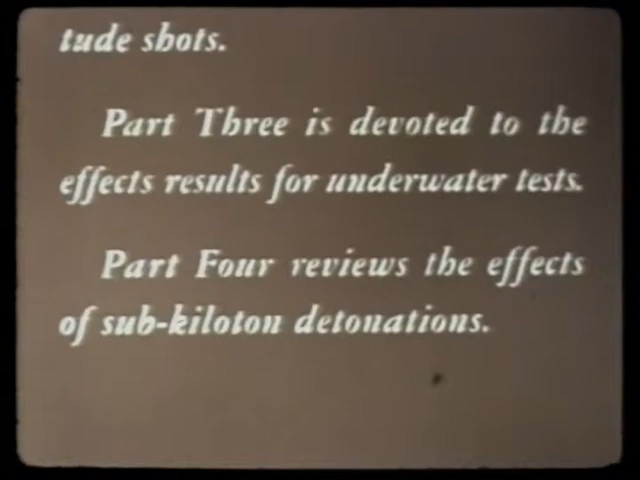 tude shots.
Part Three is devoted to the
effects results for underwater tests.
Part Four reviews the effects
of sub-kiloton detonations.